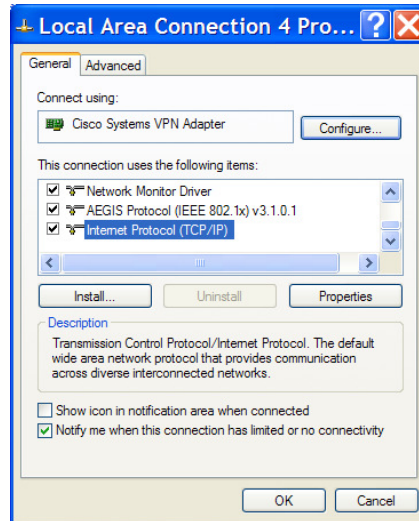 Local Area Connection 4 Pro...
General
Advanced
Connect using:
Cisco Systems VPN Adapter
Configure...
This connection uses the following items:
Network Monitor Driver
AEGIS Protocol (IEEE 802.1x) v3.1.0.1
Internet Protocol (TCP/IP)
Install...
Uninstall
Properties
Description
Transmission Control Protocol/Internet Protocol. The default
wide area network protocol that provides communication
across diverse interconnected networks.
Show icon in notification area when connected
Notify me when this connection has limited or no connectivity
OK
Cancel